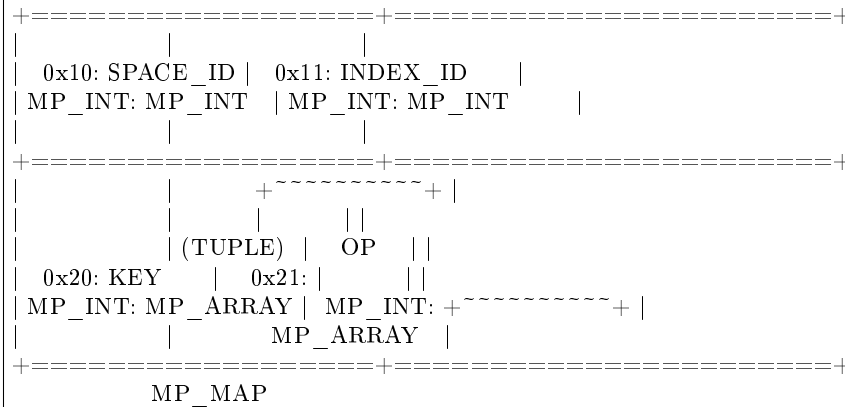 +==================+=======================+
| | |
| 0x10: SPACE_ID | 0x11: INDEX_ID |
| MP_INT: MP_INT | MP_INT: MP_INT |
| | |
+==================+=======================+
| | +~~~~~~~~~~+ |
| | | | |
| | (TUPLE) | OP | |
| 0x20: KEY | 0x21: | | |
| MP_INT: MP_ARRAY | MP_INT: +~~~~~~~~~~+ |
| | MP_ARRAY |
+==================+=======================+
MP_MAP